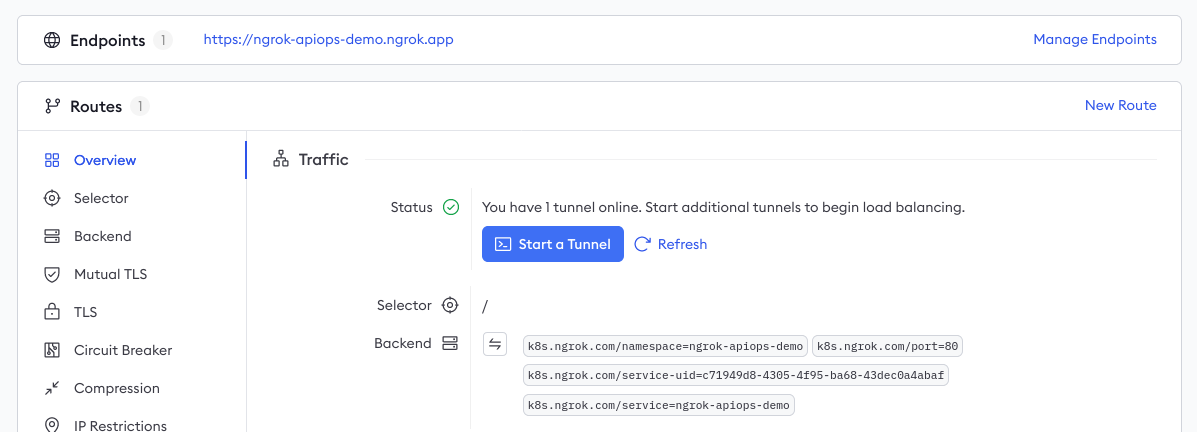 Endpoints 1 https://ngrok-apiops-demo.ngrok.app Manage Endpoints
Routes 1 New Route
Overview
Selector
Backend
Mutual TLS
TLS
Circuit Breaker
Compression
IP Restrictions
Traffic
Status You have 1 tunnel online. Start additional tunnels to begin load balancing.
Start a Tunnel Refresh
Selector /
Backend k8s.ngrok.com/namespace=ngrok-apiops-demo k8s.ngrok.com/port=80
k8s.ngrok.com/service-uid=c71949d8-4305-4f95-ba68-43dec0a4abaf
k8s.ngrok.com/service=ngrok-apiops-demo